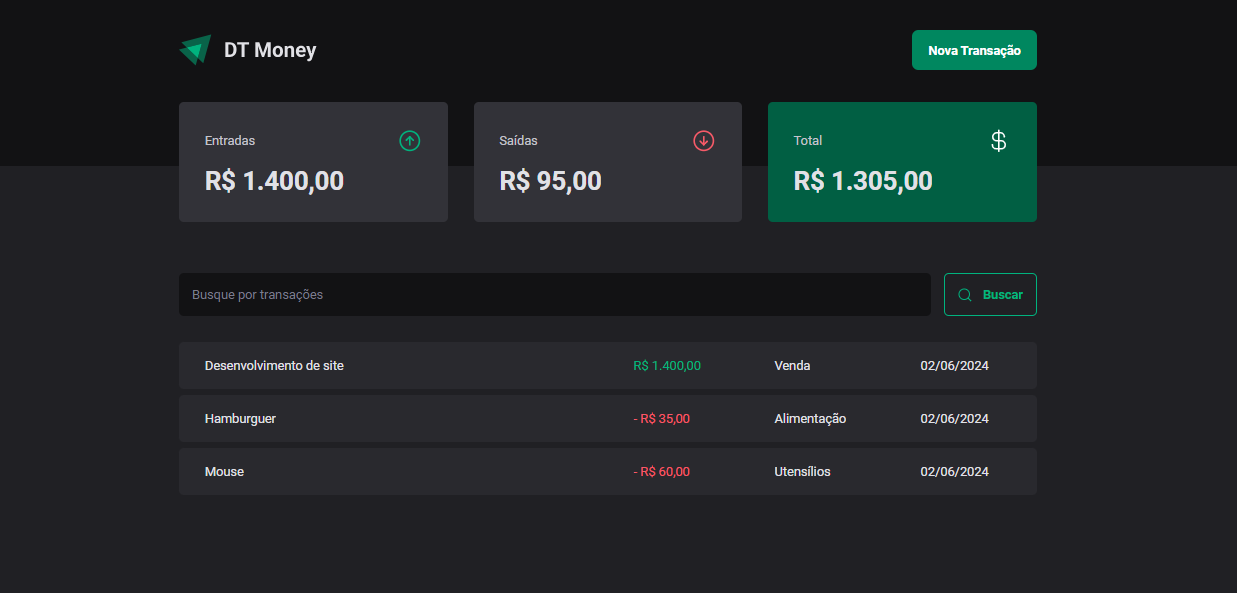 DT Money
Nova Transação
Entradas
R$ 1.400,00
Saídas
R$ 95,00
Total
$
R$ 1.305,00
Busque por transações
Buscar
Desenvolvimento de site R$ 1.400,00 Venda 02/06/2024
Hamburguer - R$ 35,00 Alimentação 02/06/2024
Mouse - R$ 60,00 Utensílios 02/06/2024